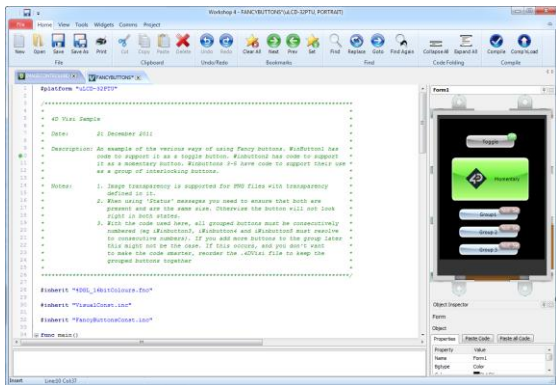 Workshop 4 - FANCYBUTTONS*(uLCD-32PTU, PORTRAIT)
File Home View Tools Widgets Comms Project
New Open Save Save As Print Cut Copy Paste Delete Undo Redo Clear All Next Prev Set Find Replace Goto Find Again Collapse All Expand All Compile Comp'nLoad
File Clipboard Undo/Redo Bookmarks Find Code Folding Compile
FANCYBUTTONS*
#platform "uLCD-32PTU"
4D Visi Sample
Date: 21 December 2011
Description: An example of the various ways of using Fancy buttons. WinButton1 has
code to support it as a toggle button. Winbutton2 has code to support
it as a momentary button. Winbuttons 3-5 have code to support their use
as a group of interlocking buttons.
Notes: 1. Image transparency is supported for PNG files with transparency
defined in it.
2. When using 'Status' messages you need to ensure that both are
present and are the same size. Otherwise the button will not look
right in both states.
3. With the code used here, all grouped buttons must be consecutively
numbered (eg iWinbutton3, iWinbutton4 and iWinbutton5 must resolve
to consecutive numbers). If you add more buttons to the group later
this might not be the case. If this occurs, and you don't want
to make the code smarter, reorder the .4DVisi file to keep the
grouped buttons together
#inherit "4DGL_16bitColours.fnc"
#inherit "VisualConst.inc"
#inherit "FancyButtonsConst.inc"
func main()
Form1
Toggle
4D
Momentary
Group1
Group 2
Group 3
Object Inspector
Form
Object
Properties Paste Code Paste all Code
Property Value
Name Form1
Bgtype Color
Insert Line:10 Col:37